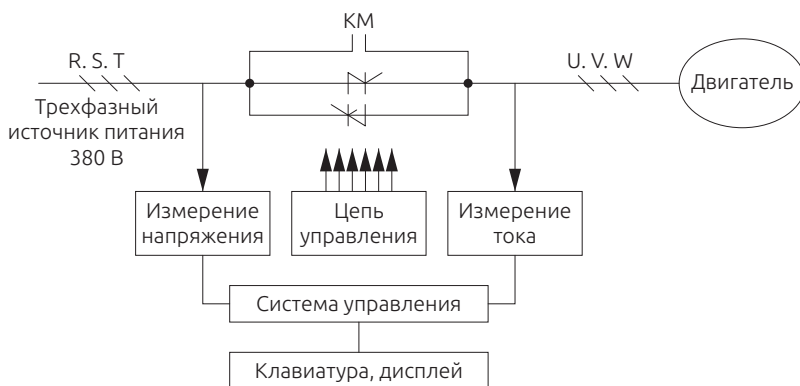 KM
R. S. T
U. V. W
Двигатель
Трехфазный
источник питания
380 В
Измерение
напряжения
Цепь
управления
Измерение
тока
Система управления
Клавиатура, дисплей